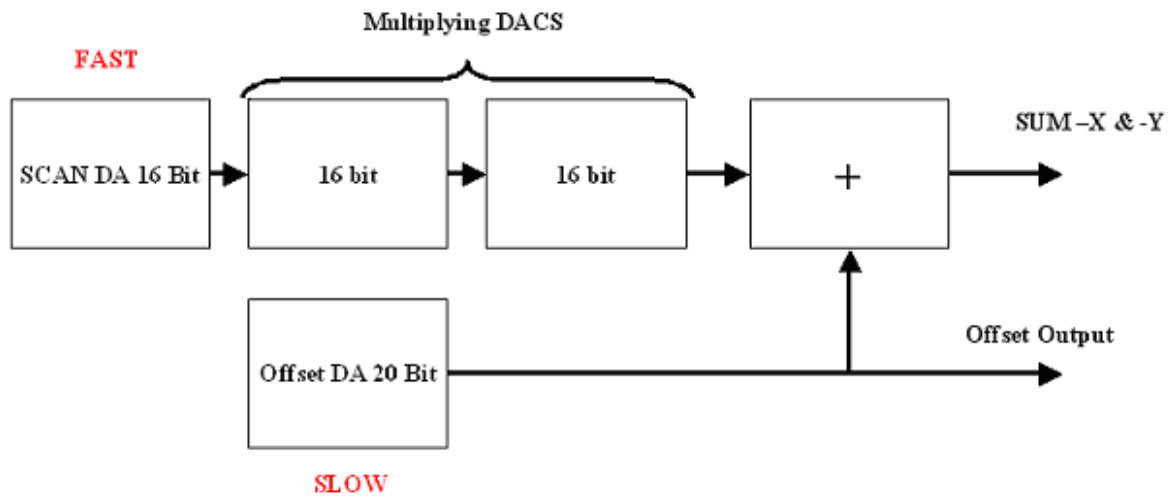 Multiplying DACS
FAST
SCAN DA 16 Bit
16 bit
16 bit
+
SUM –X & -Y
Offset DA 20 Bit
Offset Output
SLOW